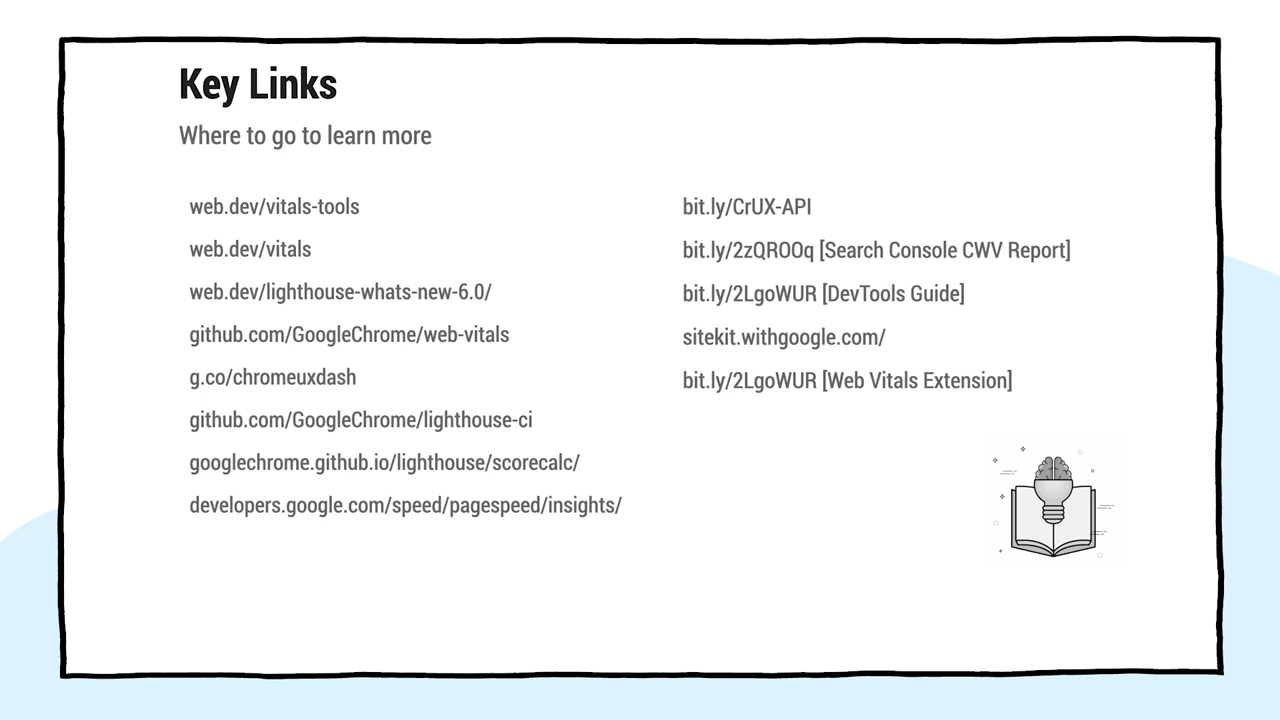 Key Links
Where to go to learn more
web.dev/vitals-tools
web.dev/vitals
web.dev/lighthouse-whats-new-6.0/
github.com/GoogleChrome/web-vitals
g.co/chromeuxdash
github.com/GoogleChrome/lighthouse-ci
googlechrome.github.io/lighthouse/scorecalc/
developers.google.com/speed/pagespeed/insights/
bit.ly/CrUX-API
bit.ly/2zQROOq [Search Console CWV Report]
bit.ly/2LgoWUR [DevTools Guide]
sitekit.withgoogle.com/
bit.ly/2LgoWUR [Web Vitals Extension]